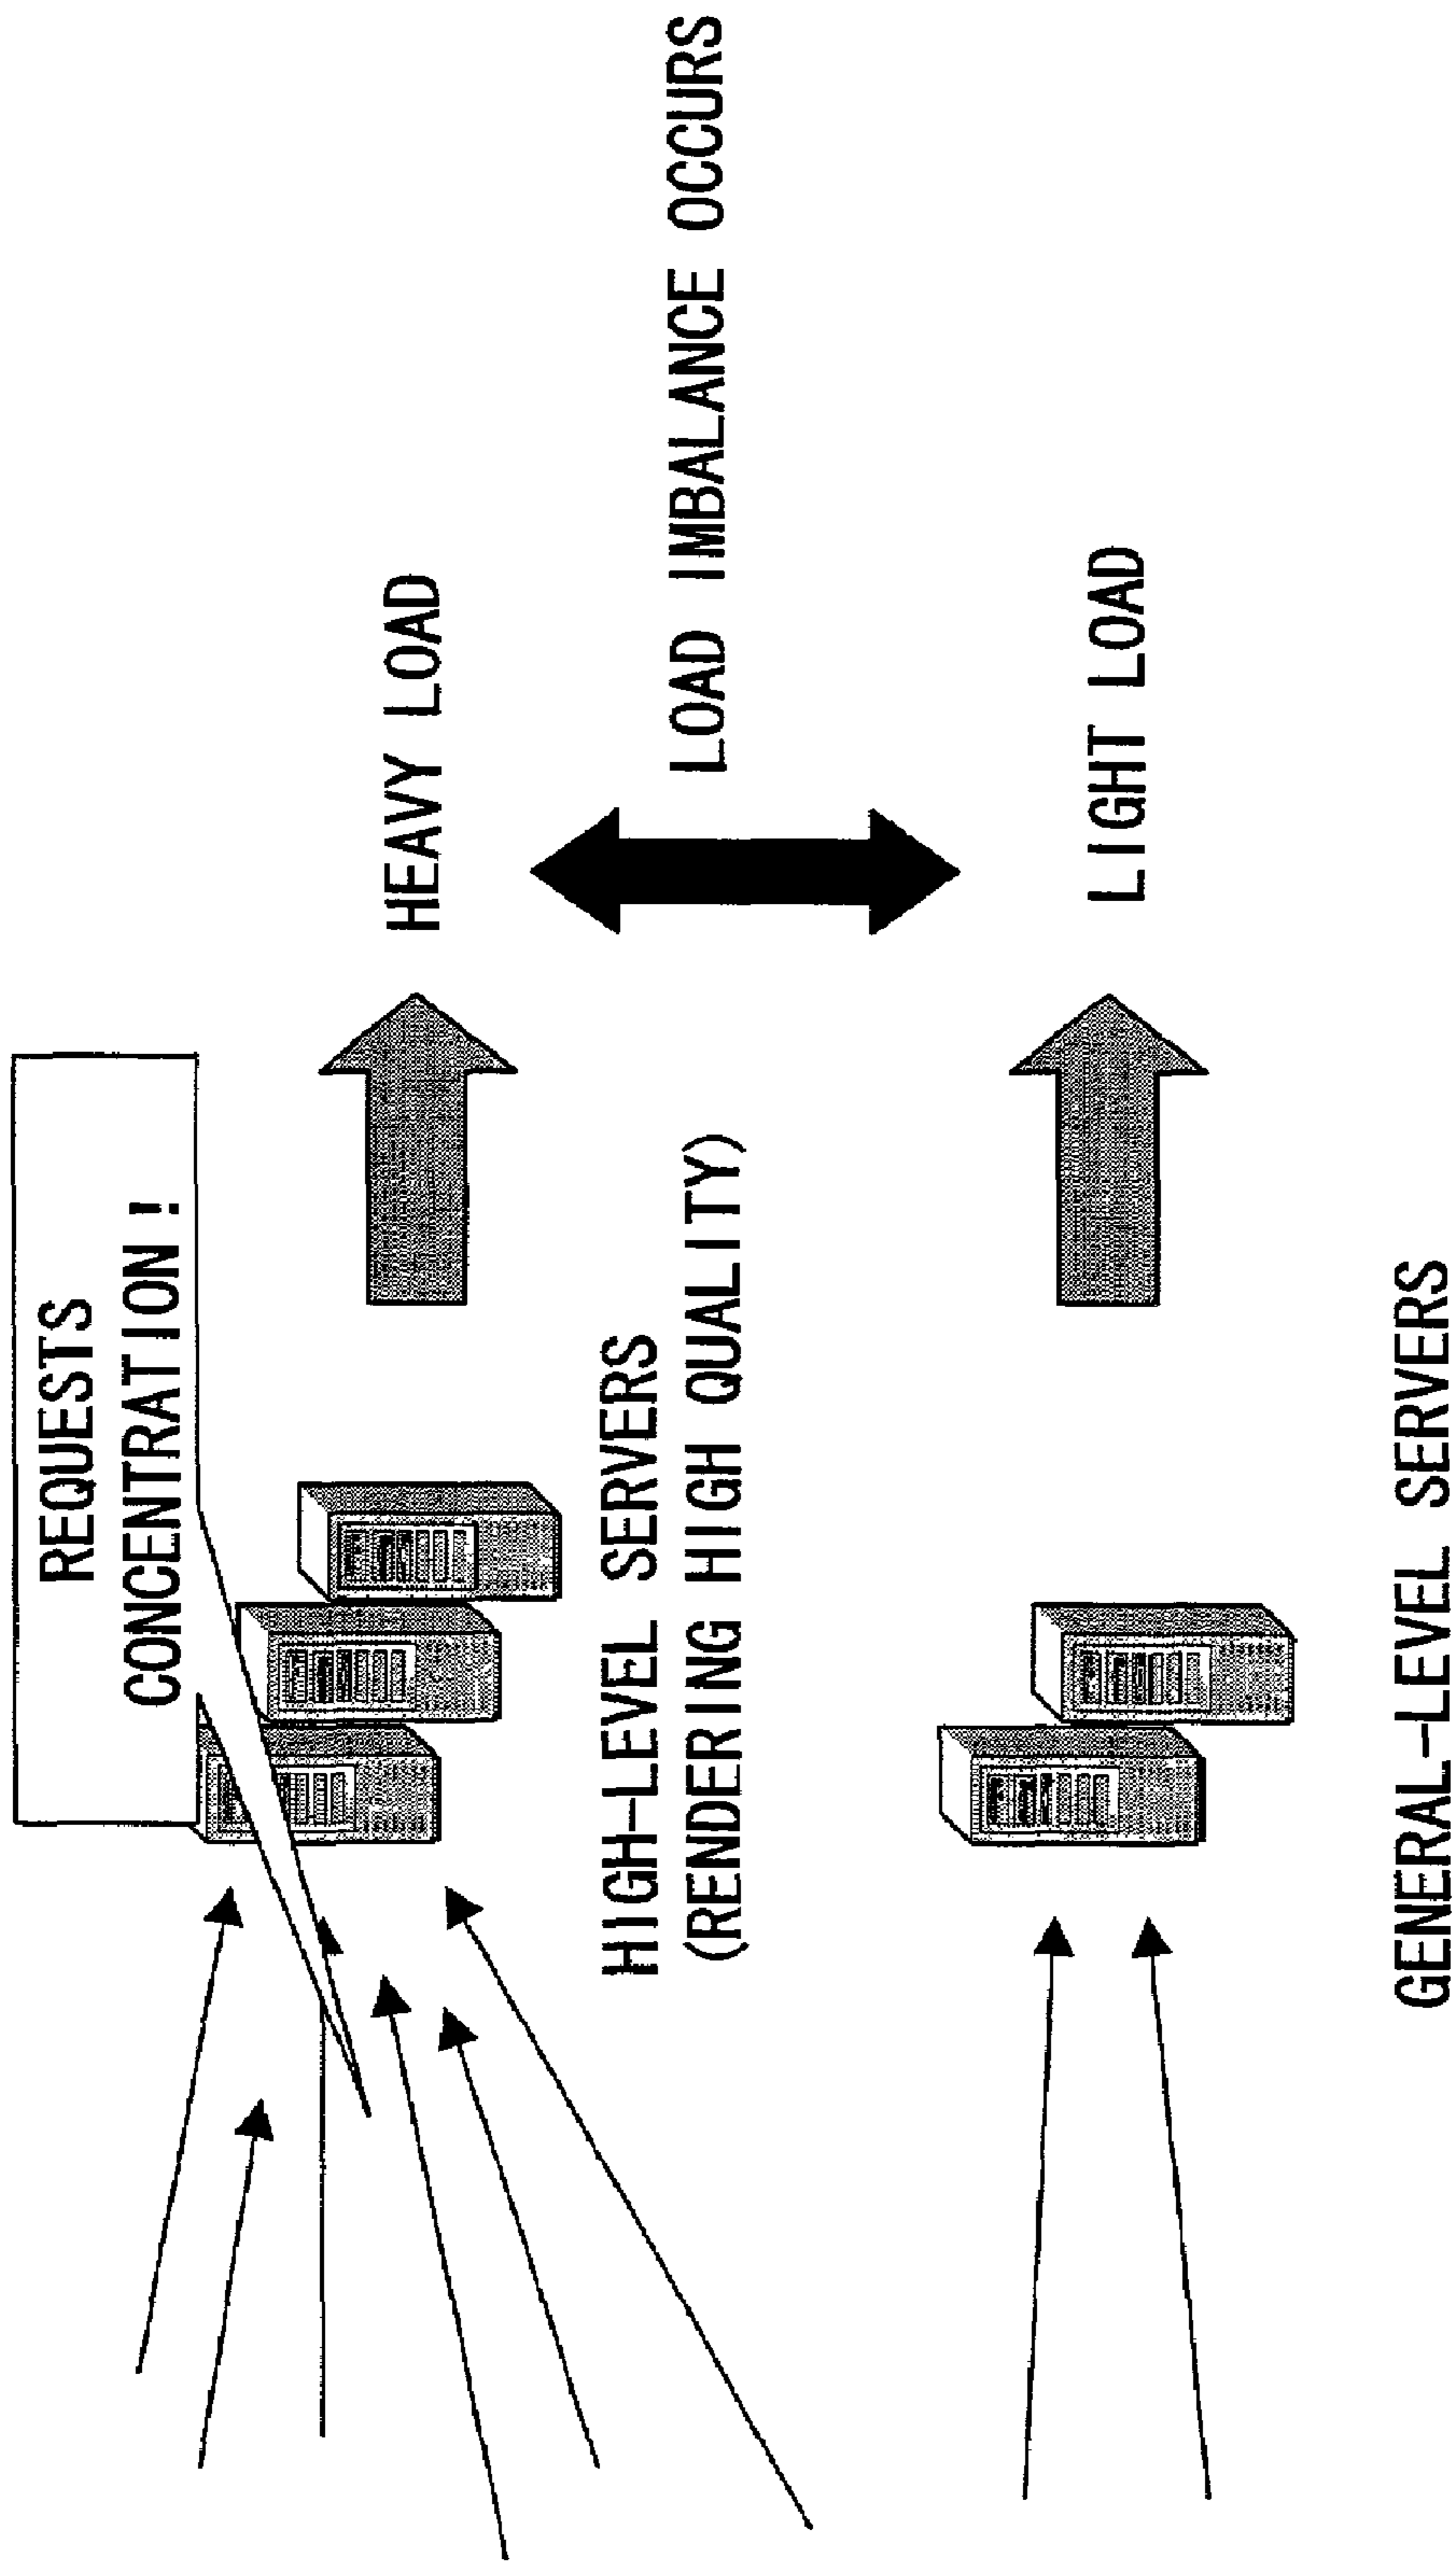 REQUESTS
CONCENTRATION!
HEAVY LOAD
HIGH-LEVEL SERVERS
(RENDERING HIGH QUALITY)
LOAD IMBALANCE OCCURS
LIGHT LOAD
GENERAL-LEVEL SERVERS